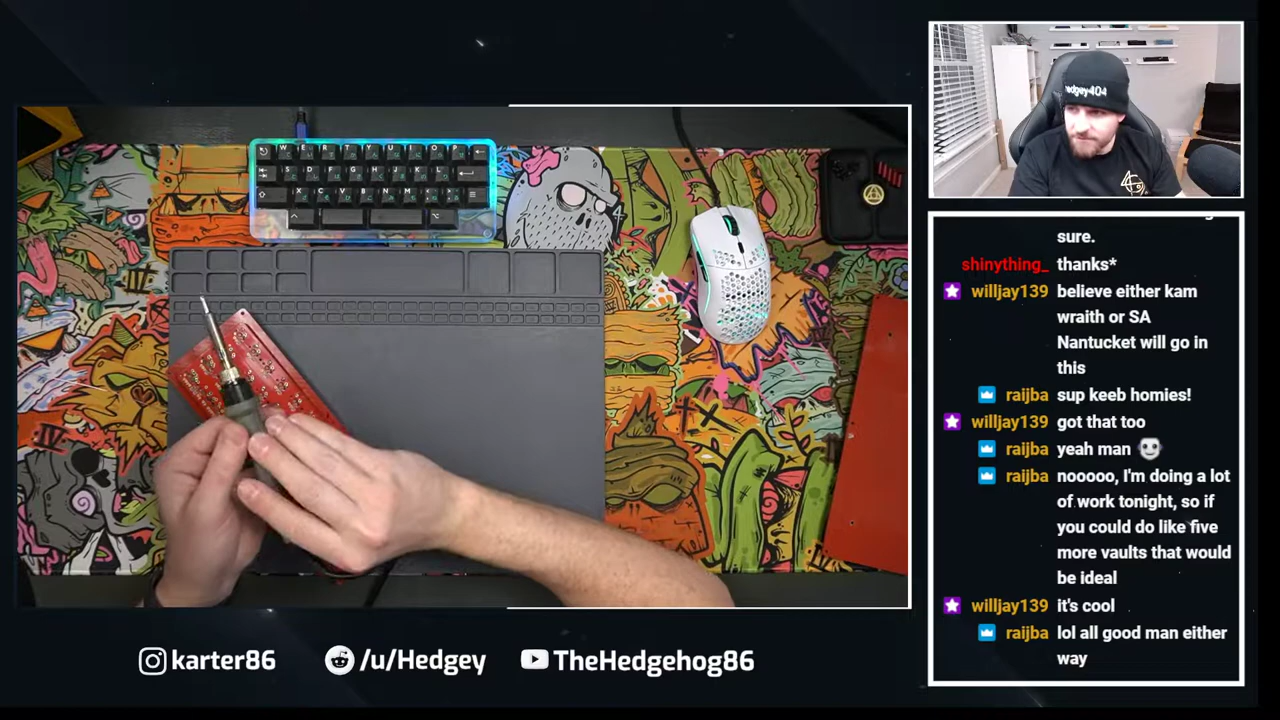 hedgey404
W E R T Y U I O P
S D F G H J K L
X C V B N M
IV
sure.
shinything_ thanks*
willjay139 believe either kam
wraith or SA
Nantucket will go in
this
raijba sup keeb homies!
willjay139 got that too
raijba yeah man
raijba nooooo, I'm doing a lot
of work tonight, so if
you could do like five
more vaults that would
be ideal
willjay139 it's cool
raijba lol all good man either
way
karter86 /u/Hedgey TheHedgehog86